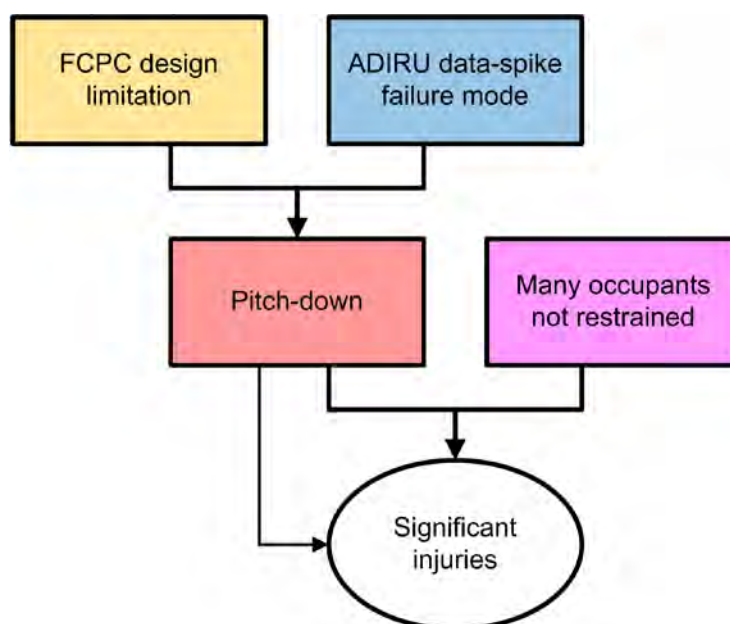 FCPC design
limitation
ADIRU data-spike
failure mode
Pitch-down
Many occupants
not restrained
Significant
injuries